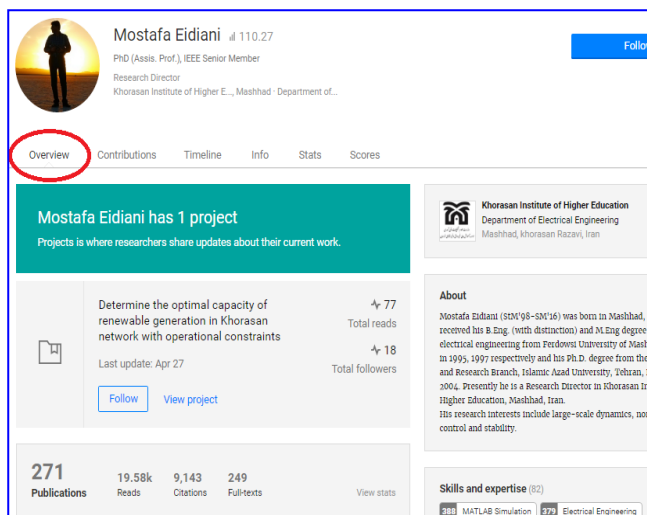 Mostafa Eidiani 110.27
PhD (Assis. Prof.), IEEE Senior Member
Research Director
Khorasan Institute of Higher E..., Mashhad · Department of...
Follow
Overview Contributions Timeline Info Stats Scores
Mostafa Eidiani has 1 project
Projects is where researchers share updates about their current work.
Determine the optimal capacity of
renewable generation in Khorasan
network with operational constraints
Last update: Apr 27
77
Total reads
18
Total followers
Follow View project
271
Publications
19.58k
Reads
9,143
Citations
249
Full-texts
View stats
Khorasan Institute of Higher Education
Department of Electrical Engineering
Mashhad, khorasan Razavi, Iran
About
Mostafa Eidiani (StM'98-SM'16) was born in Mashhad,
received his B.Eng. (with distinction) and M.Eng degree
electrical engineering from Ferdowsi University of Mash
in 1995, 1997 respectively and his Ph.D. degree from the
and Research Branch, Islamic Azad University, Tehran,
2004. Presently he is a Research Director in Khorasan In
Higher Education, Mashhad, Iran.
His research interests include large-scale dynamics, no
control and stability.
Skills and expertise (82)
388 MATLAB Simulation 379 Electrical Engineering